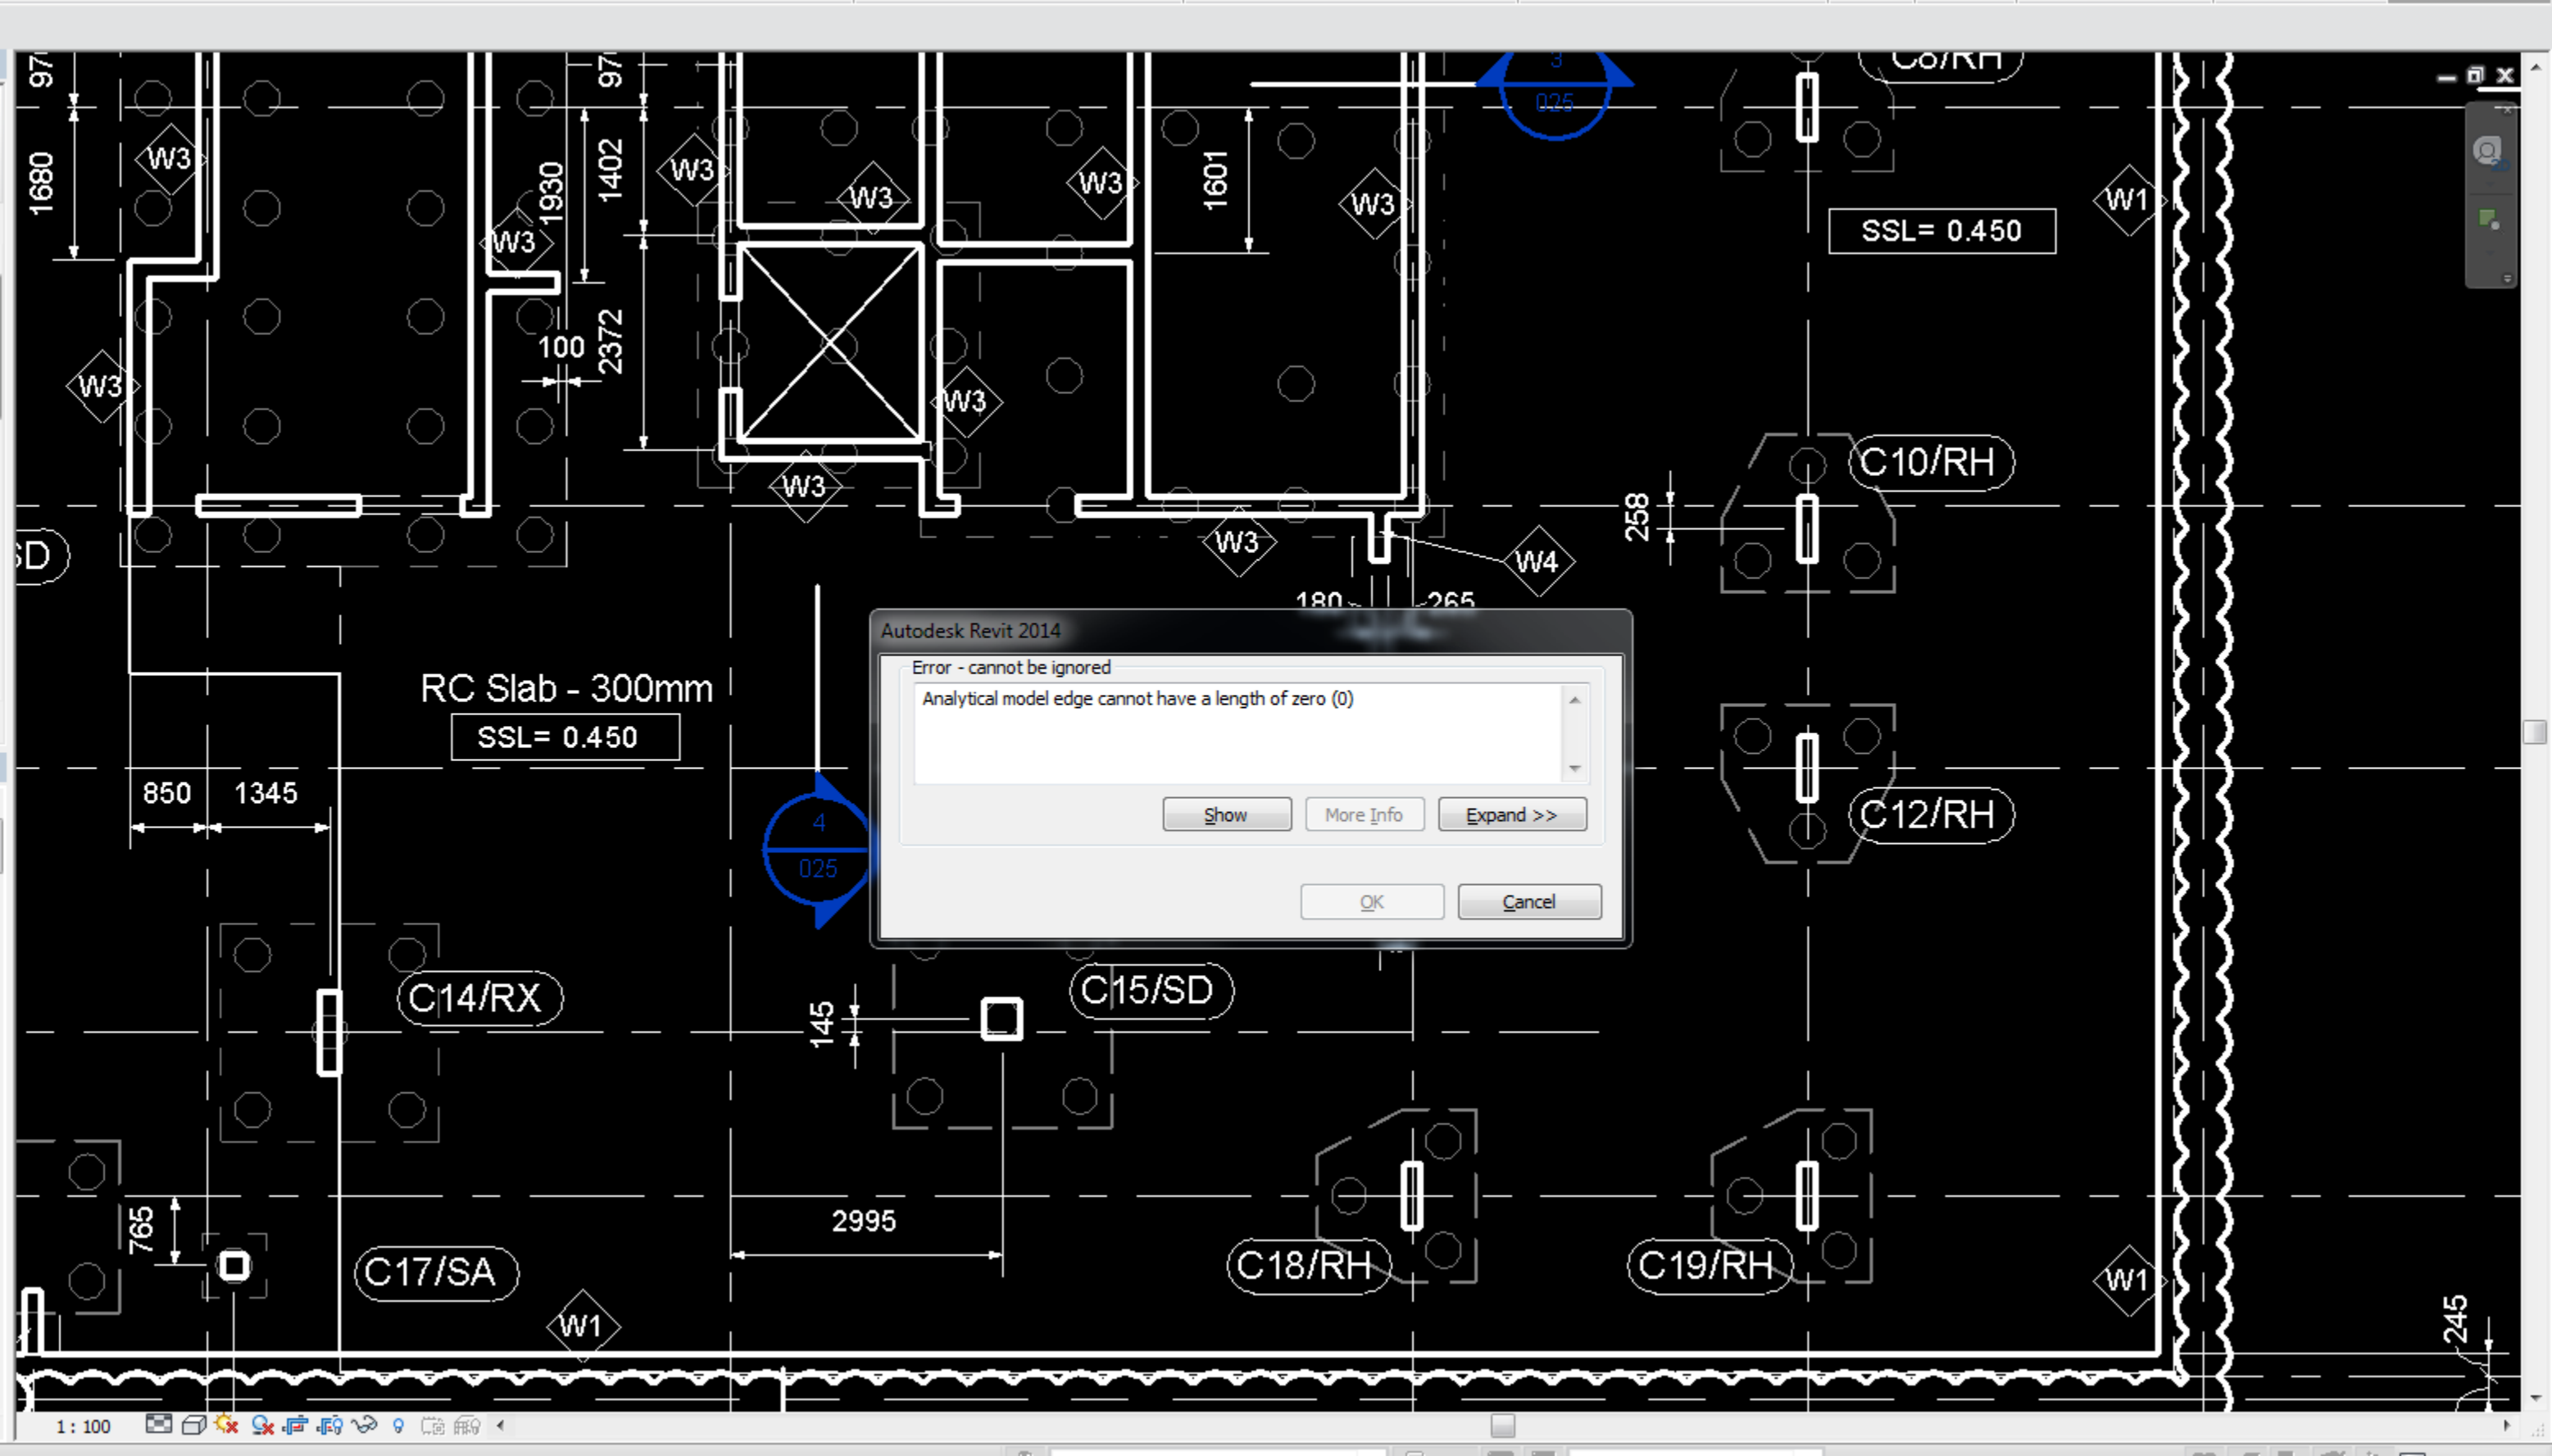 97
97
3
025
C8/RH
1680
W3
1930
1402
W3
W3
W3
1601
W3
W1
SSL= 0.450
W3
100
2372
W3
W3
W3
C10/RH
258
W3
W4
180
265
RC Slab - 300mm
SSL= 0.450
850
1345
4
025
Autodesk Revit 2014
Error - cannot be ignored
Analytical model edge cannot have a length of zero (0)
Show
More Info
Expand >>
OK
Cancel
C12/RH
C14/RX
145
C15/SD
765
C17/SA
2995
C18/RH
C19/RH
W1
W1
245
1 : 100